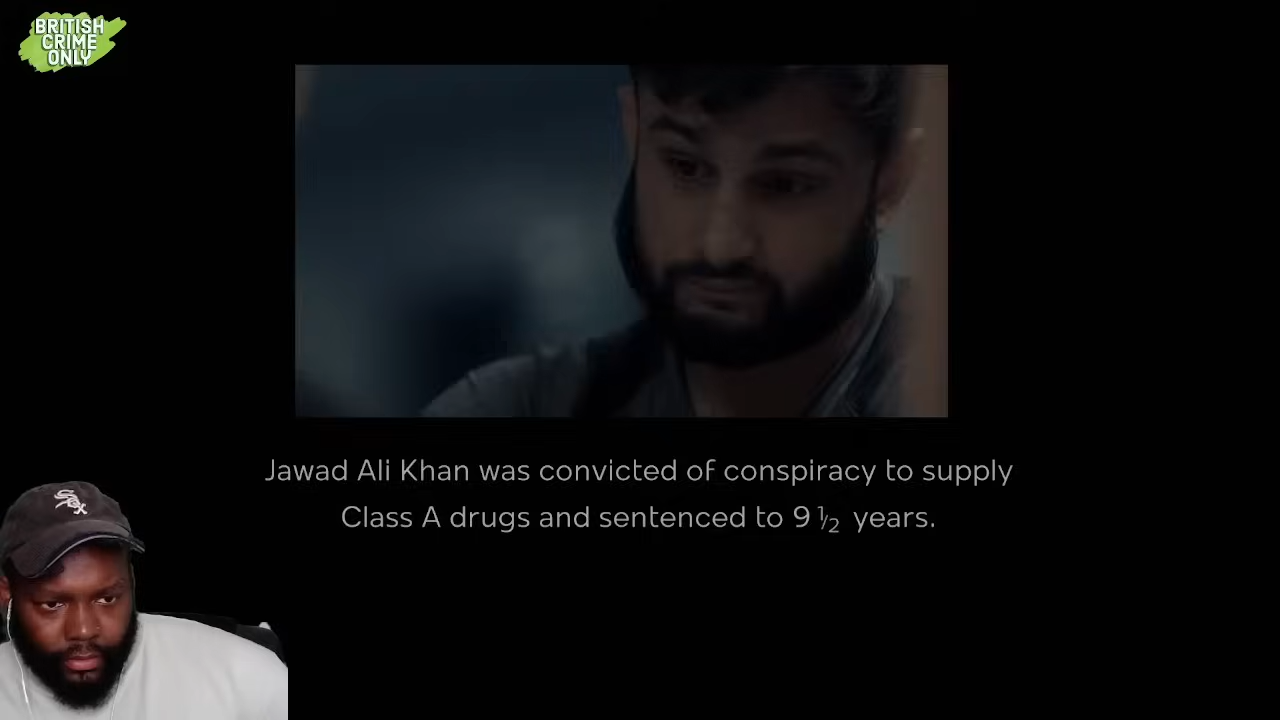 BRITISH
CRIME
ONLY
Jawad Ali Khan was convicted of conspiracy to supply
Class A drugs and sentenced to 9 1/2 years.
Sox